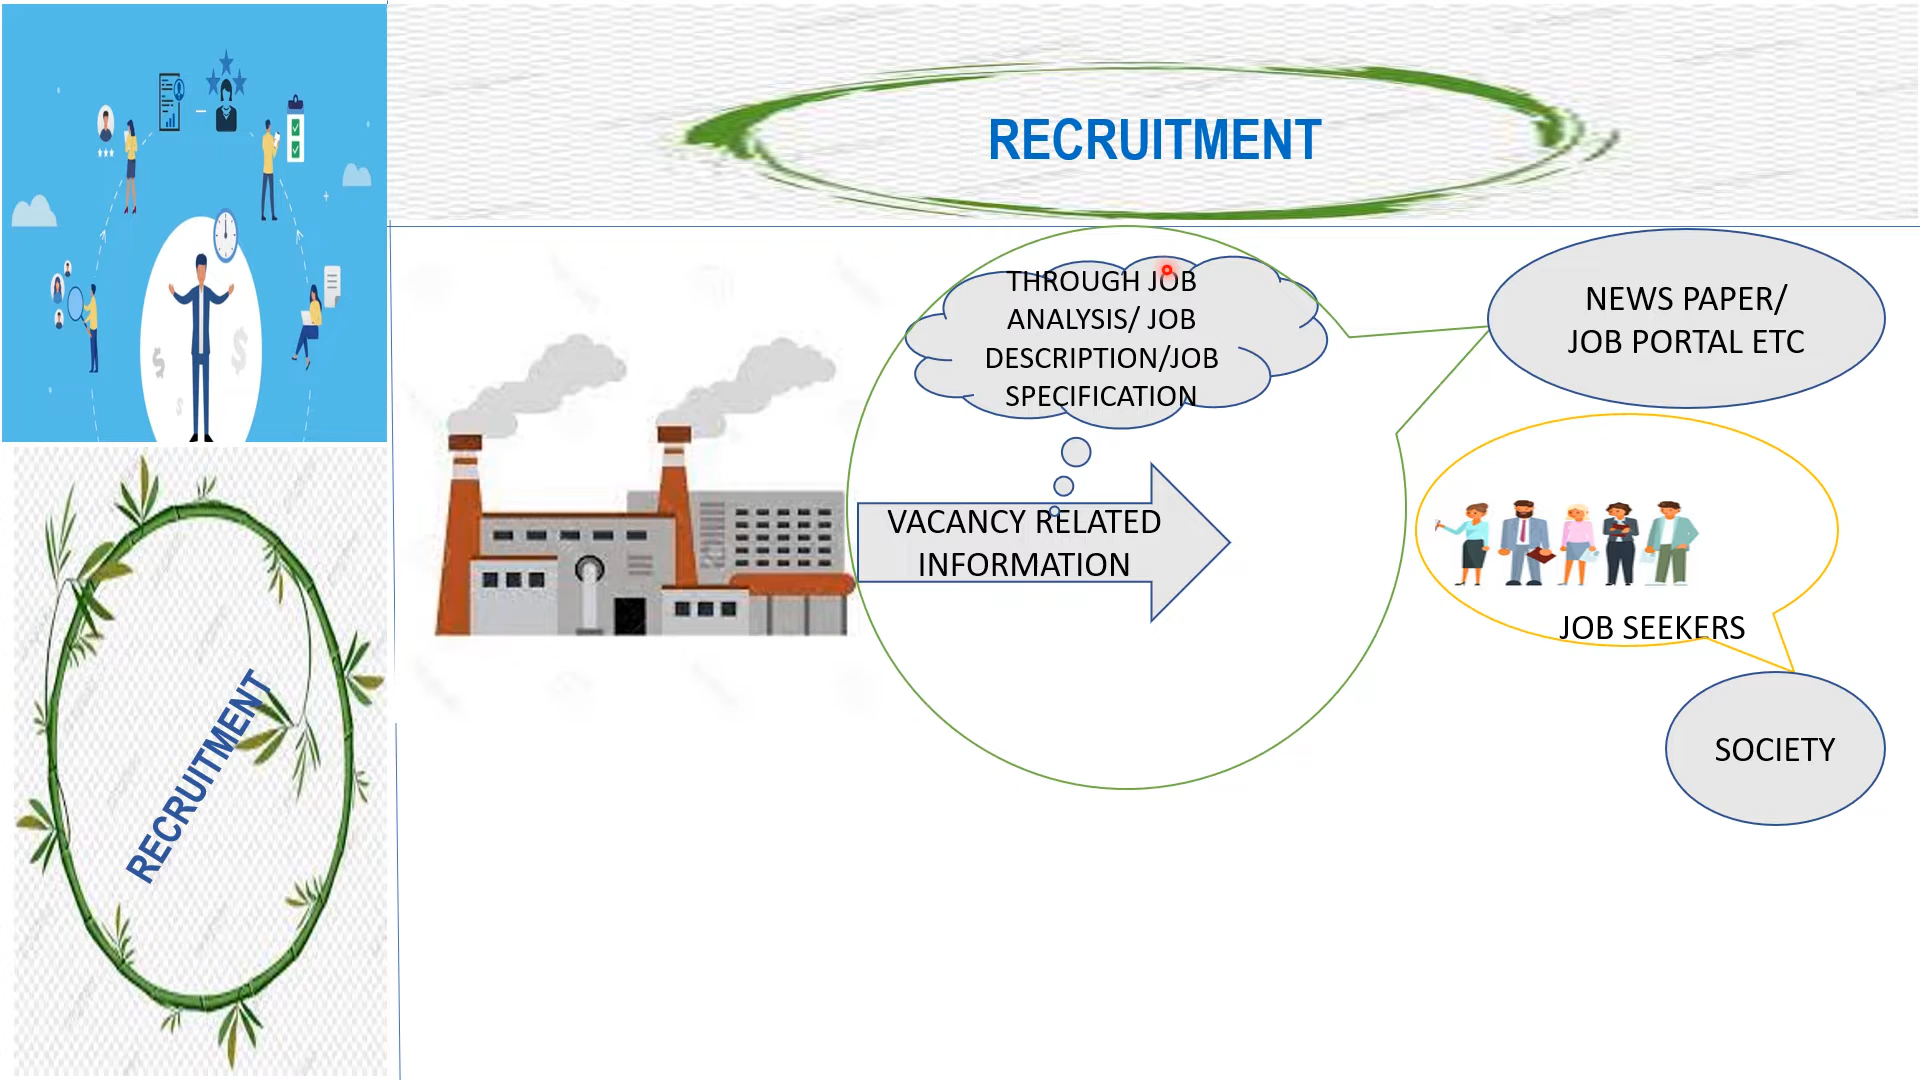 RECRUITMENT
THROUGH JOB
ANALYSIS/ JOB
DESCRIPTION/JOB
SPECIFICATION
NEWS PAPER/
JOB PORTAL ETC
VACANCY RELATED
INFORMATION
JOB SEEKERS
SOCIETY
RECRUITMENT